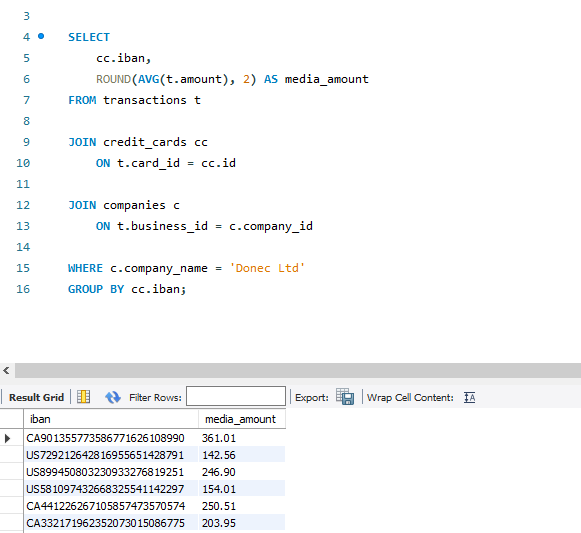 3
4 SELECT
5 cc.iban,
6 ROUND(AVG(t.amount), 2) AS media_amount
7 FROM transactions t
8
9 JOIN credit_cards cc
10 ON t.card_id = cc.id
11
12 JOIN companies c
13 ON t.business_id = c.company_id
14
15 WHERE c.company_name = 'Donec Ltd'
16 GROUP BY cc.iban;
Result Grid Filter Rows: Export: Wrap Cell Content:
iban media_amount
CA901355773586771626108990 361.01
US729212642816955651428791 142.56
US899450803230933276819251 246.90
US581097432668325541142297 154.01
CA441226267105857473570574 250.51
CA332171962352073015086775 203.95